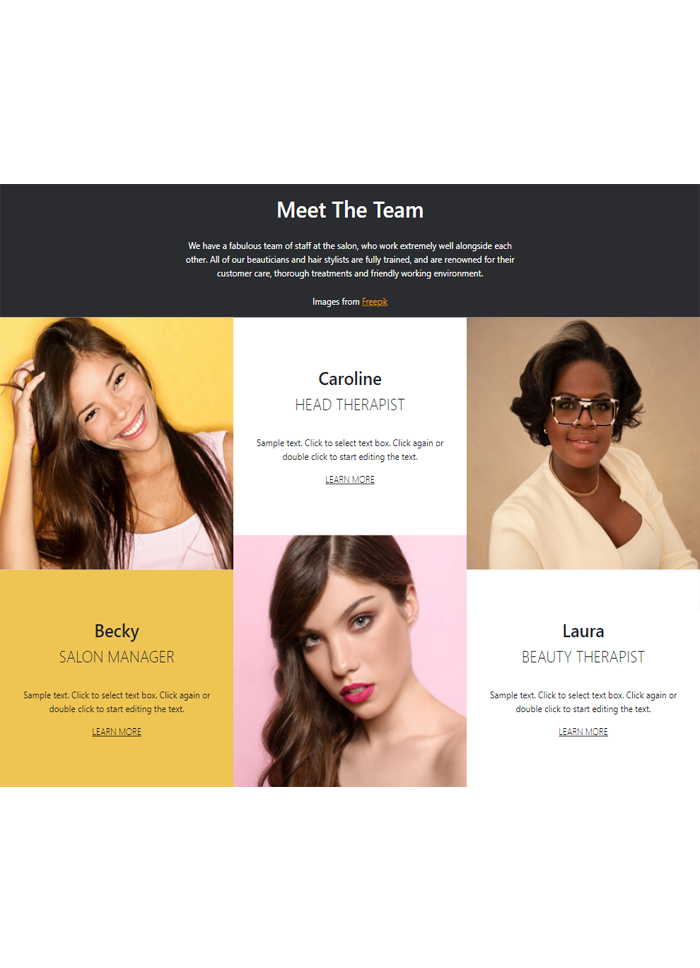 Meet The Team
We have a fabulous team of staff at the salon, who work extremely well alongside each
other. All of our beauticians and hair stylists are fully trained, and are renowned for their
customer care, thorough treatments and friendly working environment.
Images from Freepik
Caroline
HEAD THERAPIST
Sample text. Click to select text box. Click again or
double click to start editing the text.
LEARN MORE
Becky
SALON MANAGER
Sample text. Click to select text box. Click again or
double click to start editing the text.
LEARN MORE
Laura
BEAUTY THERAPIST
Sample text. Click to select text box. Click again or
double click to start editing the text.
LEARN MORE